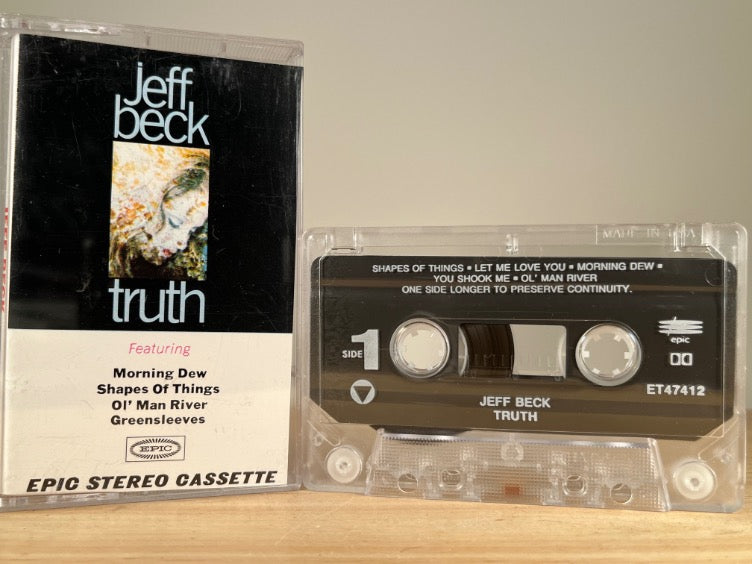 jeff
beck
truth
Featuring
Morning Dew
Shapes Of Things
Ol' Man River
Greensleeves
EPIC
EPIC STEREO CASSETTE
MADE IN USA
SHAPES OF THINGS ▪ LET ME LOVE YOU ▪ MORNING DEW ▪
YOU SHOOK ME ▪ OL' MAN RIVER
ONE SIDE LONGER TO PRESERVE CONTINUITY.
SIDE 1
epic
ET47412
JEFF BECK
TRUTH